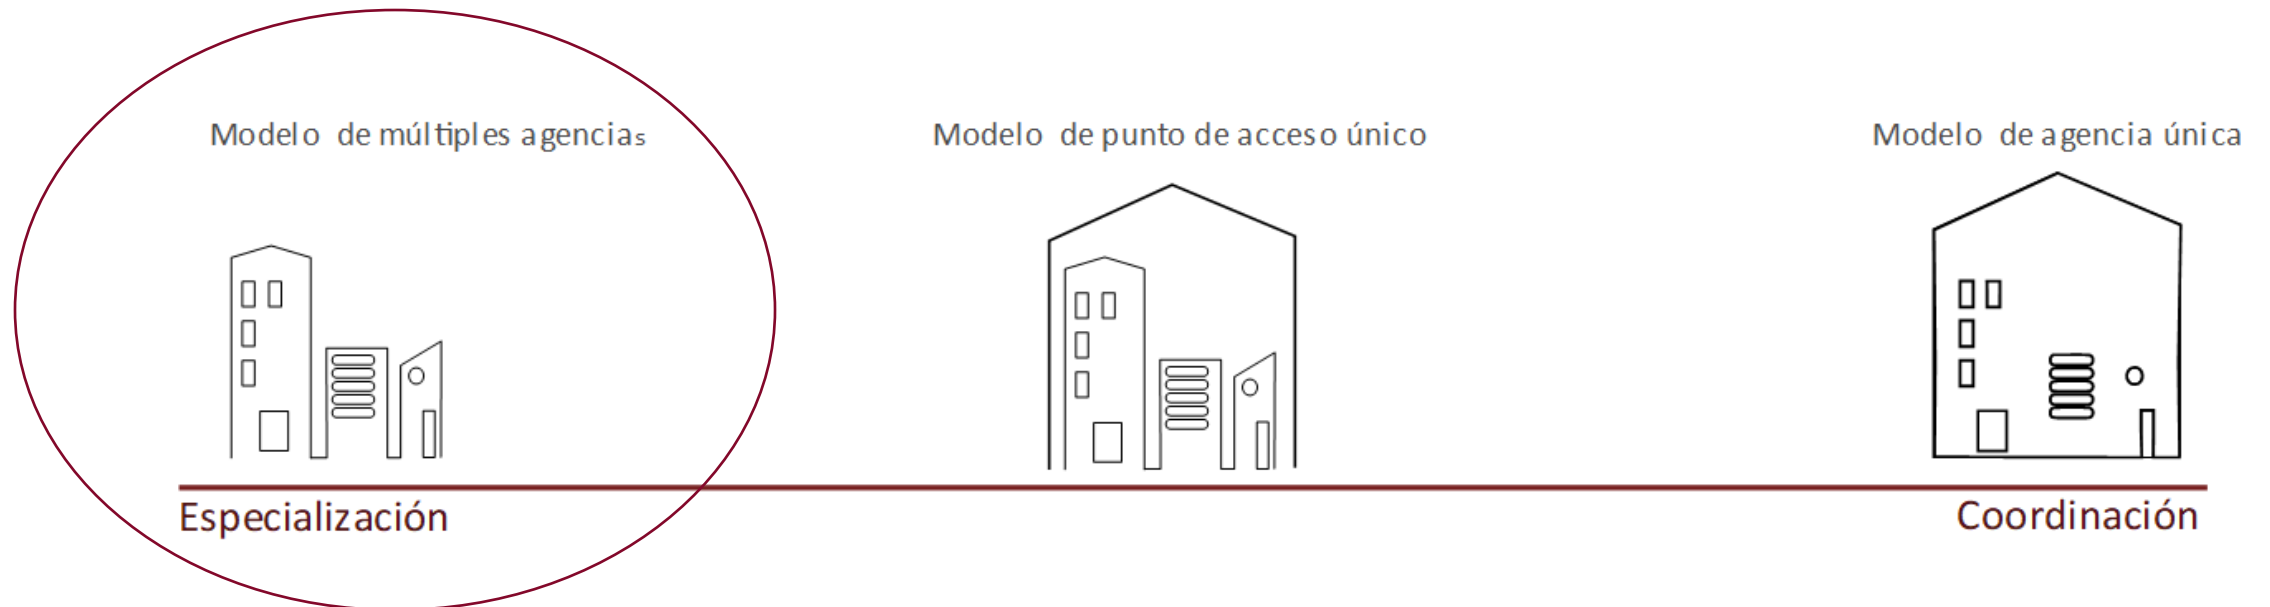 Modelo de múltiples agencias
Modelo de punto de acceso único
Modelo de agencia única
Especialización
Coordinación